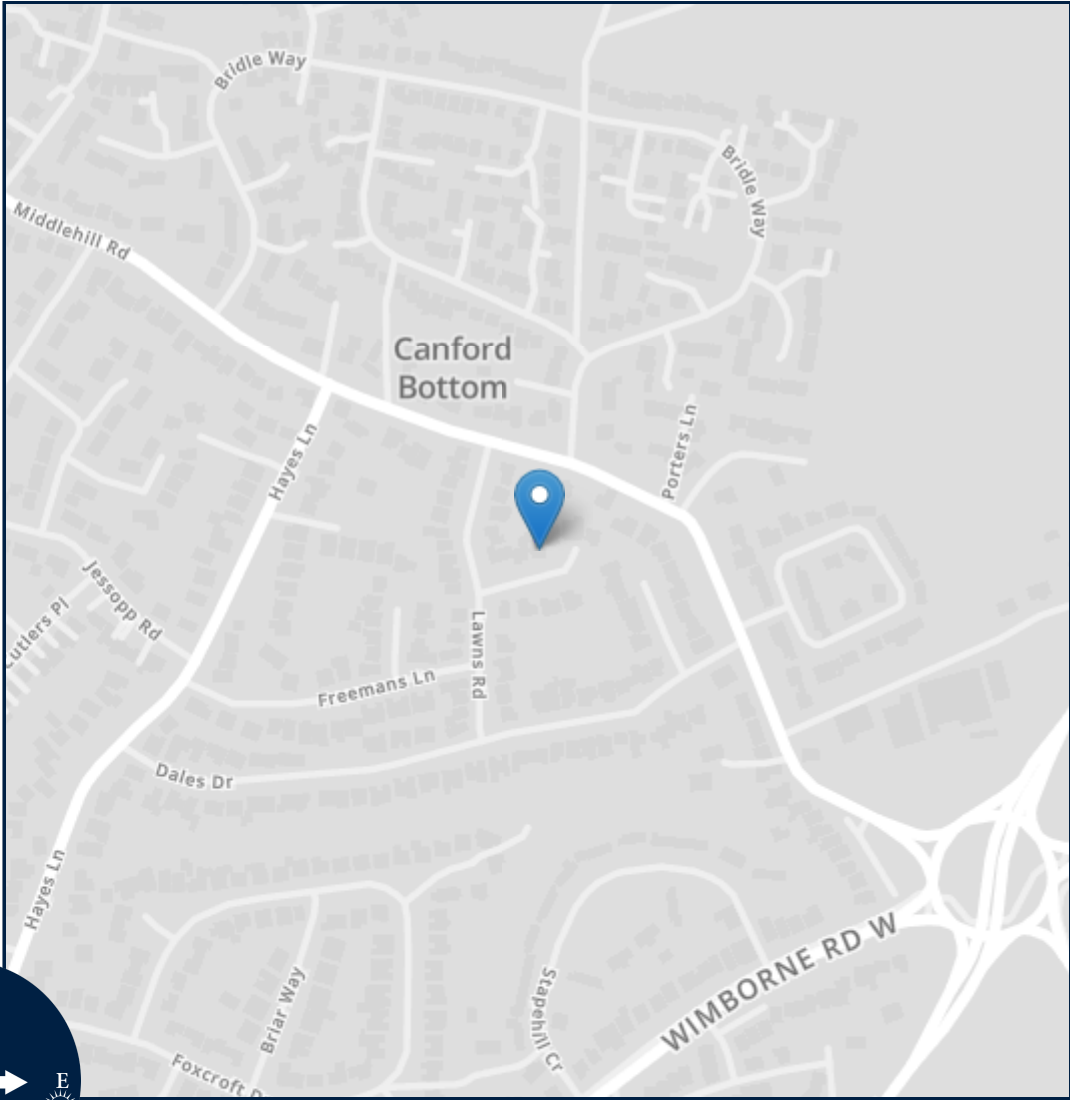 Bridle Way
Bridle Way
Middlehill Rd
Canford
Bottom
Hayes Ln
Porters Ln
Jessopp Rd
Cutlers Pl
Lawns Rd
Freemans Ln
Dales Dr
Hayes Ln
WIMBORNE RD W
Stapehill Cr
Briar Way
Foxcroft D
E